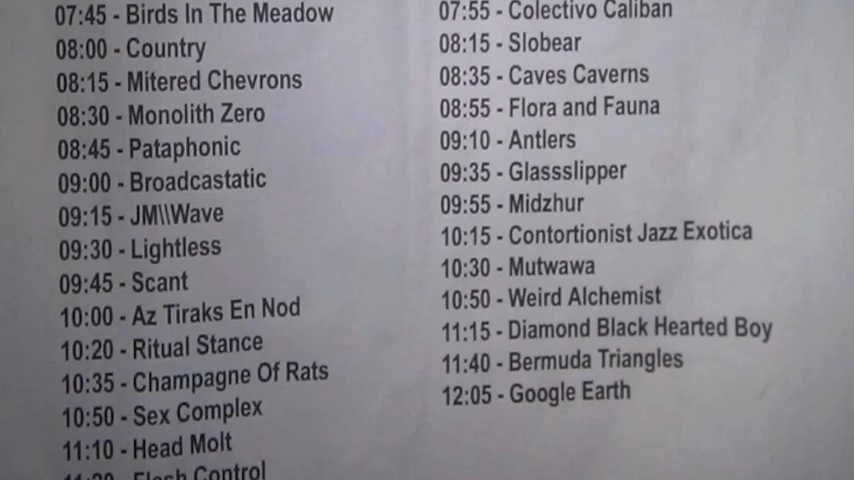 07:45 - Birds In The Meadow
08:00 - Country
08:15 - Mitered Chevrons
08:30 - Monolith Zero
08:45 - Pataphonic
09:00 - Broadcastatic
09:15 - JM\\Wave
09:30 - Lightless
09:45 - Scant
10:00 - Az Tiraks En Nod
10:20 - Ritual Stance
10:35 - Champagne Of Rats
10:50 - Sex Complex
11:10 - Head Molt
Flesh Control
07:55 - Colectivo Caliban
08:15 - Slobear
08:35 - Caves Caverns
08:55 - Flora and Fauna
09:10 - Antlers
09:35 - Glassslipper
09:55 - Midzhur
10:15 - Contortionist Jazz Exotica
10:30 - Mutwawa
10:50 - Weird Alchemist
11:15 - Diamond Black Hearted Boy
11:40 - Bermuda Triangles
12:05 - Google Earth